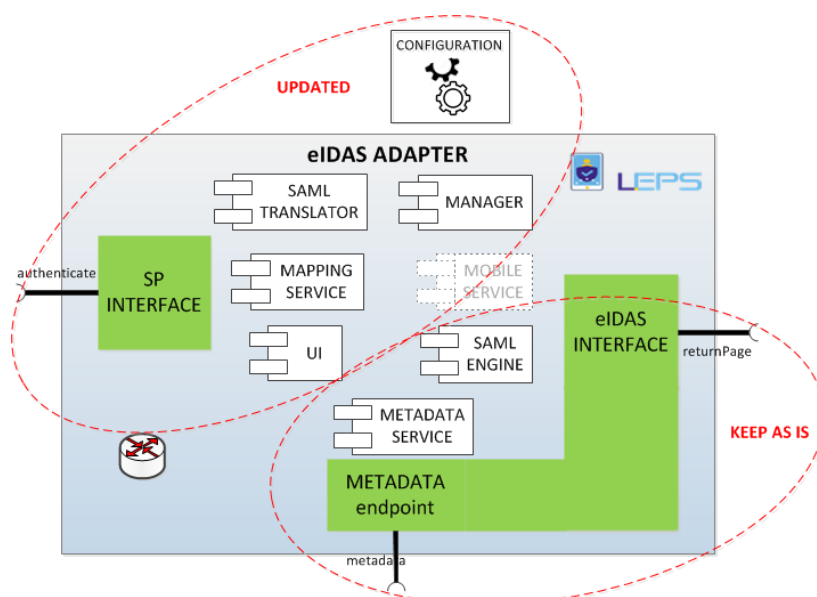 CONFIGURATION
UPDATED
eIDAS ADAPTER
LEPS
SAML
TRANSLATOR
MANAGER
authenticate
SP
INTERFACE
MAPPING
SERVICE
MOBILE
SERVICE
eIDAS
INTERFACE
returnPage
UI
SAML
ENGINE
METADATA
SERVICE
KEEP AS IS
METADATA
endpoint
metadata